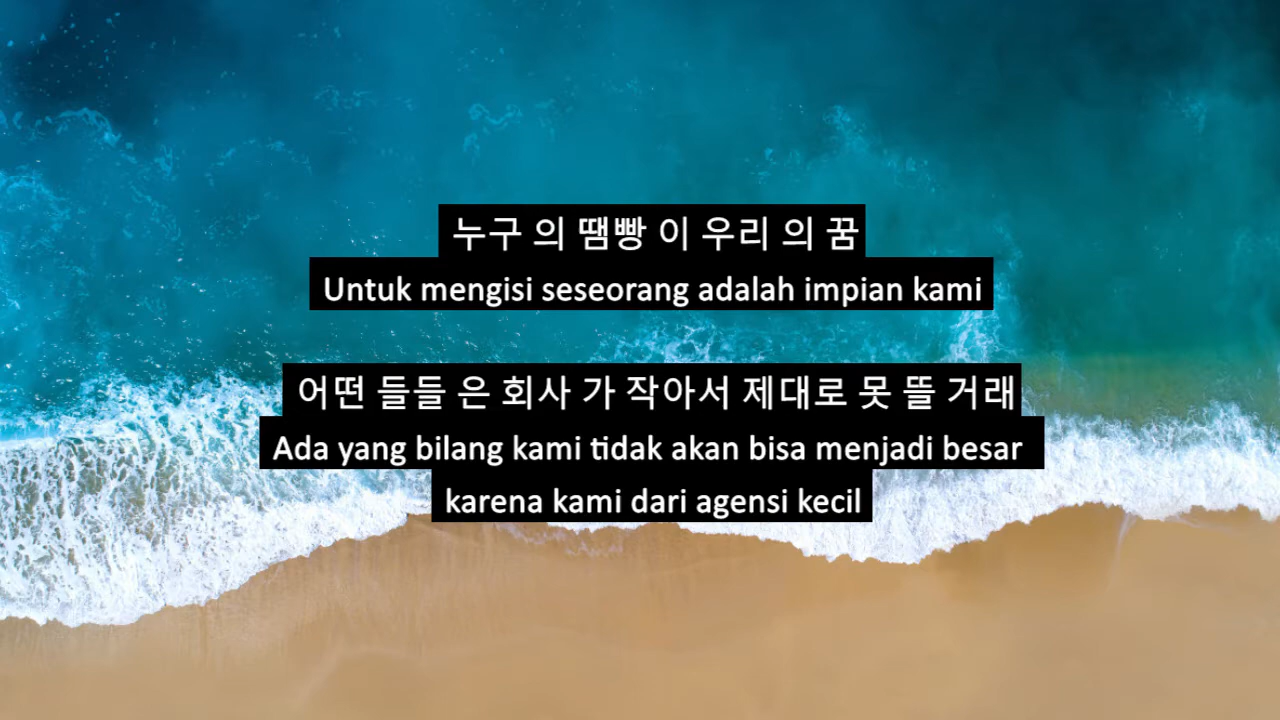 누구 의 땜빵 이 우리 의 꿈
Untuk mengisi seseorang adalah impian kami
어떤 들들 은 회사 가 작아서 제대로 못 뜰 거래
Ada yang bilang kami tidak akan bisa menjadi besar
karena kami dari agensi kecil